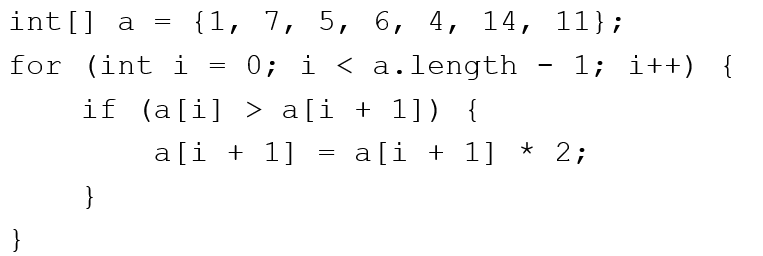 int[] a = {1, 7, 5, 6, 4, 14, 11};
for (int i = 0; i < a.length - 1; i++) {
    if (a[i] > a[i + 1]) {
        a[i + 1] = a[i + 1] * 2;
    }
}